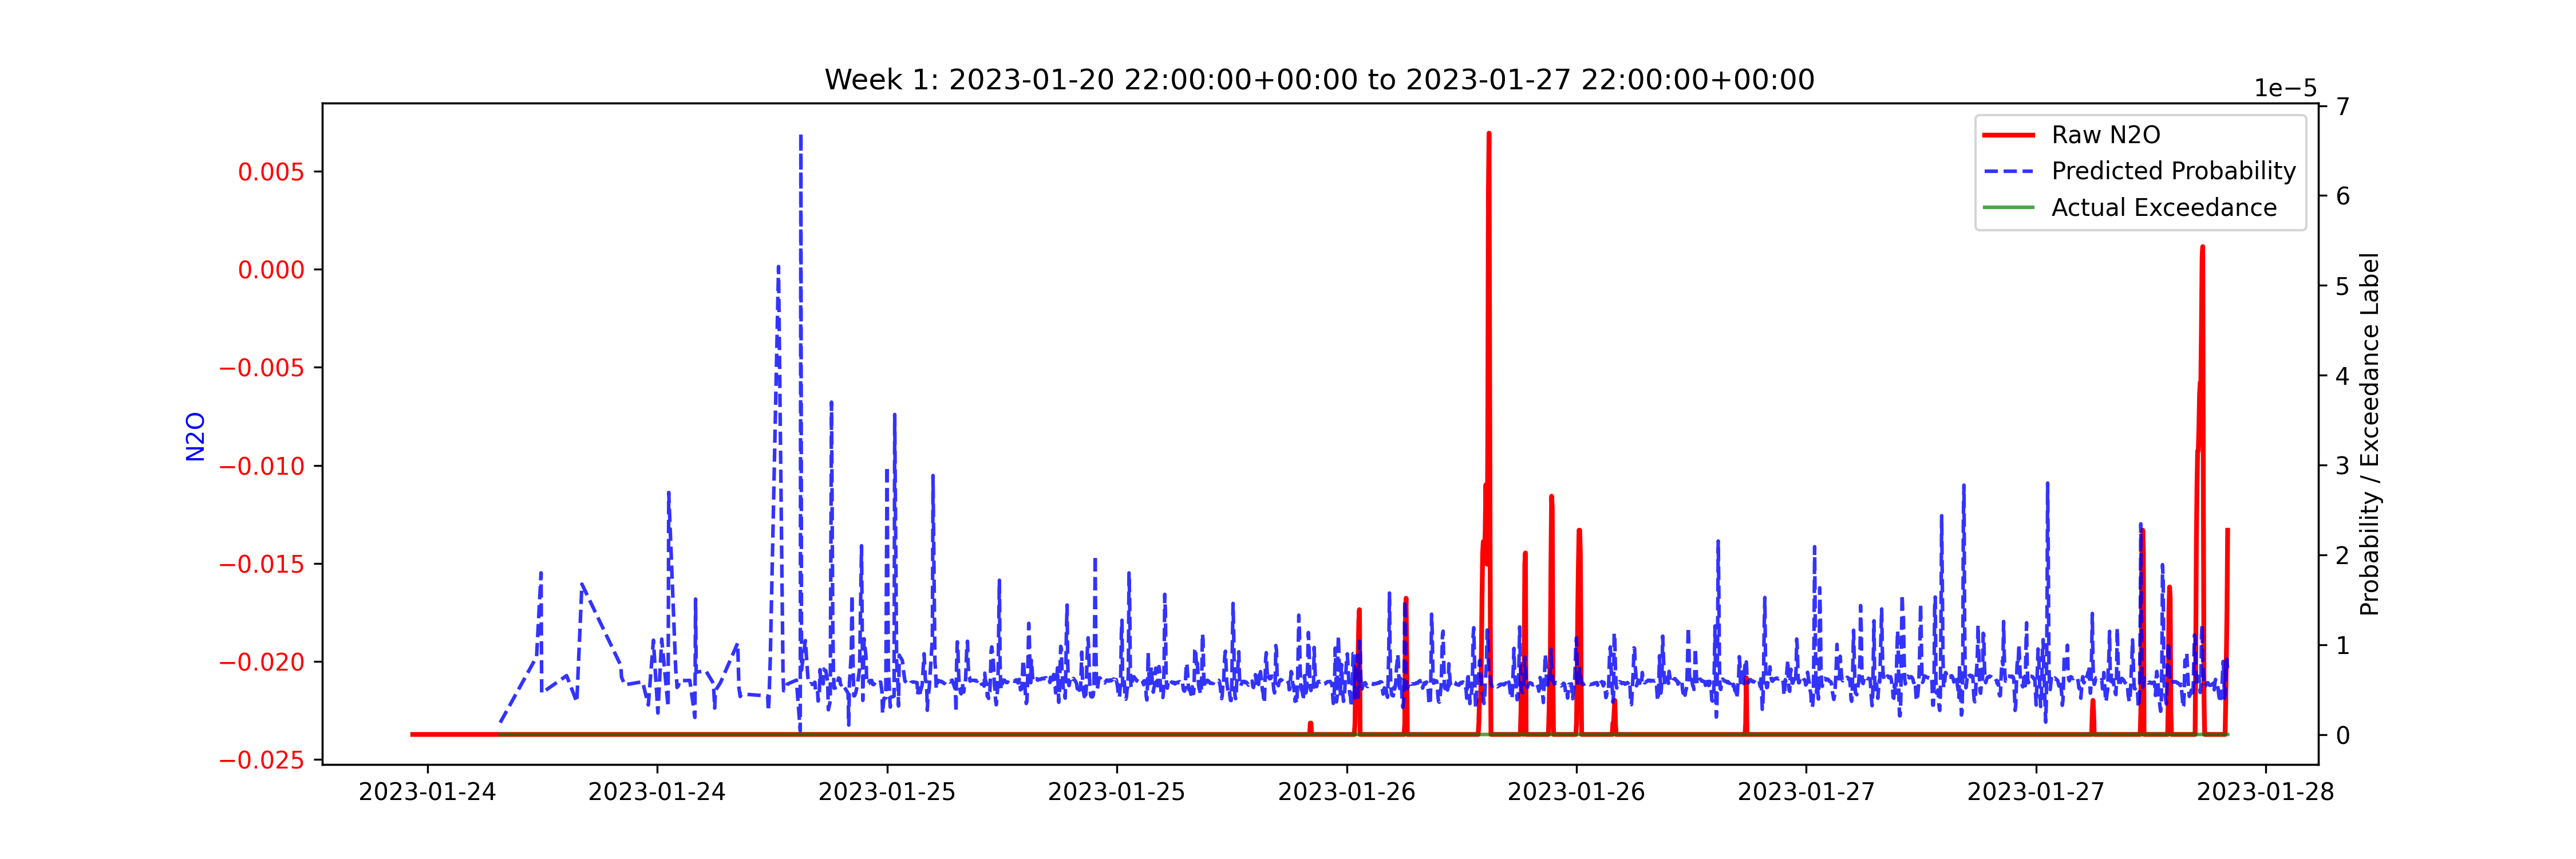 Week 1: 2023-01-20 22:00:00+00:00 to 2023-01-27 22:00:00+00:00
1e−5
Raw N2O
Predicted Probability
Actual Exceedance
N2O
0.005
0.000
−0.005
−0.010
−0.015
−0.020
−0.025
7
6
5
4
3
2
1
0
Probability / Exceedance Label
2023-01-24 2023-01-24 2023-01-25 2023-01-25 2023-01-26 2023-01-26 2023-01-27 2023-01-27 2023-01-28